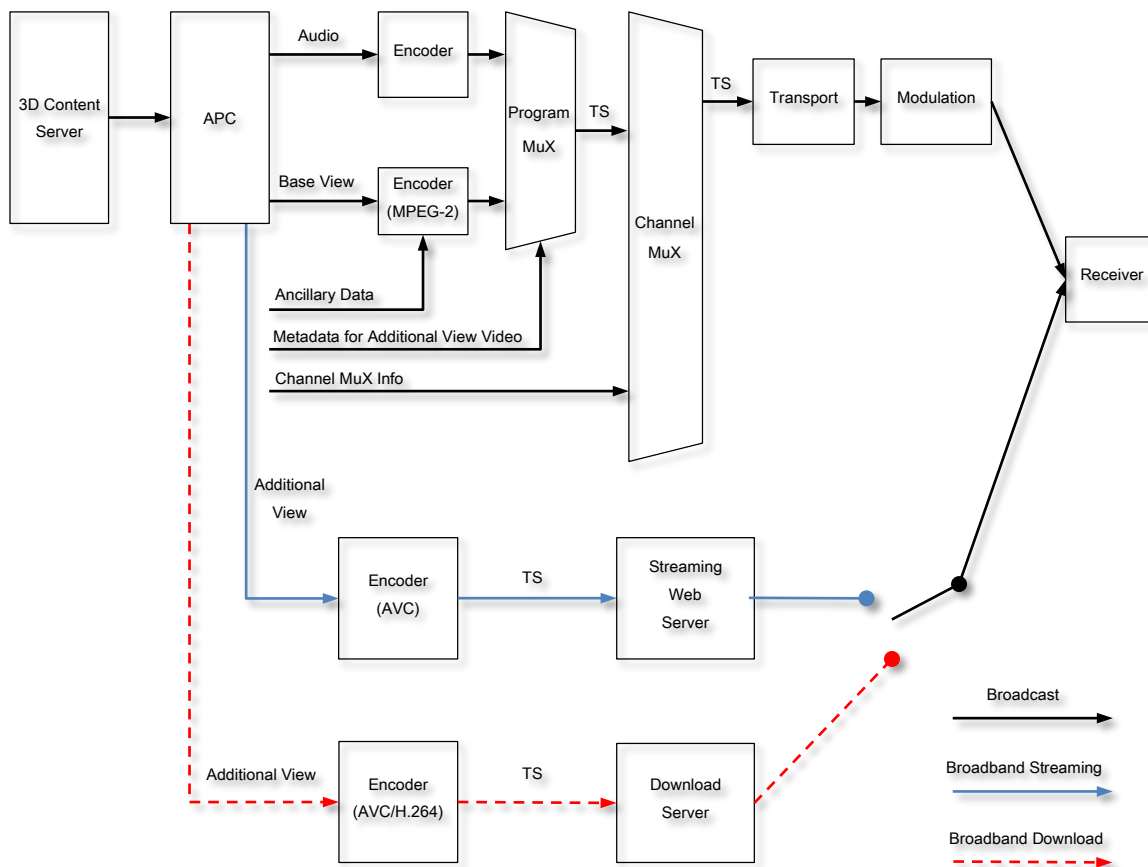 3D Content
Server
APC
Audio
Encoder
Base View
Encoder
(MPEG-2)
Program
MuX
TS
Channel
MuX
TS
Transport
Modulation
Receiver
Ancillary Data
Metadata for Additional View Video
Channel MuX Info
Additional
View
Encoder
(AVC)
TS
Streaming
Web
Server
Additional View
Encoder
(AVC/H.264)
TS
Download
Server
Broadcast
Broadband Streaming
Broadband Download